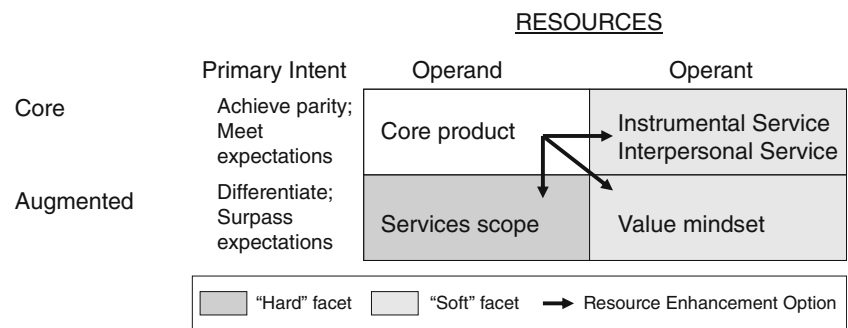 RESOURCES
Primary Intent Operand Operant
Core
Achieve parity;
Meet
expectations
Core product
Instrumental Service
Interpersonal Service
Augmented
Differentiate;
Surpass
expectations
Services scope
Value mindset
“Hard” facet “Soft” facet Resource Enhancement Option